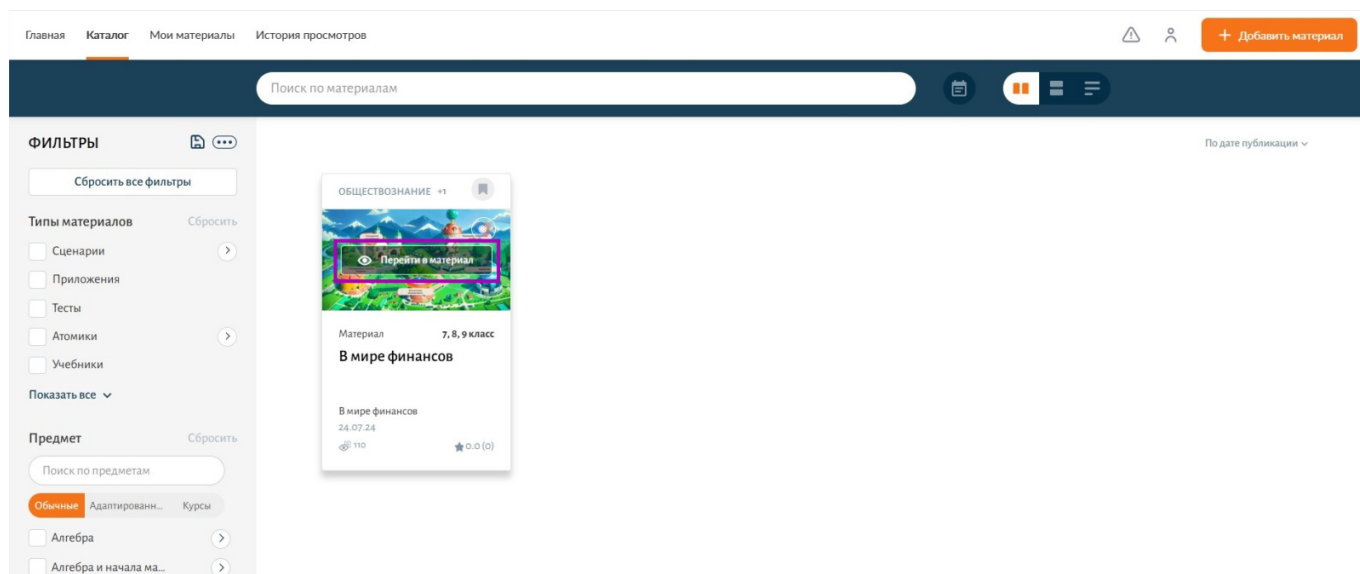 Главная Каталог Мои материалы История просмотров + Добавить материал
Поиск по материалам
ФИЛЬТРЫ
По дате публикации
Сбросить все фильтры
Типы материалов Сбросить
Сценарии
Приложения
Тесты
Атомики
Учебники
Показать все
Предмет Сбросить
Поиск по предметам
Обычные Адаптированн... Курсы
Алгебра
Алгебра и начала ма...
ОБЩЕСТВОЗНАНИЕ +1
Перейти в материал
Материал 7, 8, 9 класс
В мире финансов
В мире финансов
24.07.24
110 0.0 (0)